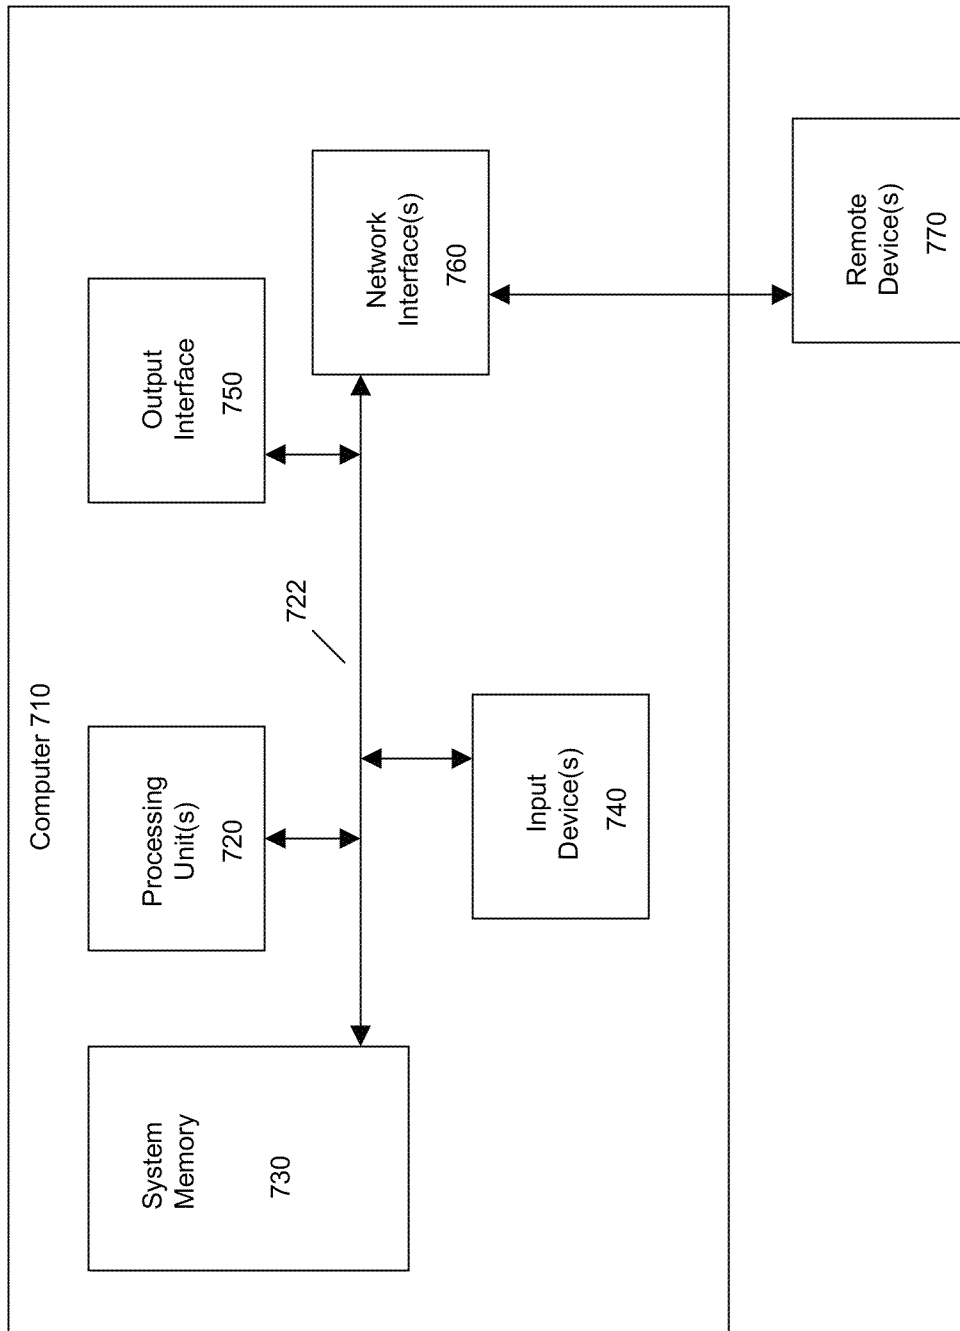 Computer 710
System
Memory
730
Processing
Unit(s)
720
Output
Interface
750
722
Network
Interface(s)
760
Input
Device(s)
740
Remote
Device(s)
770